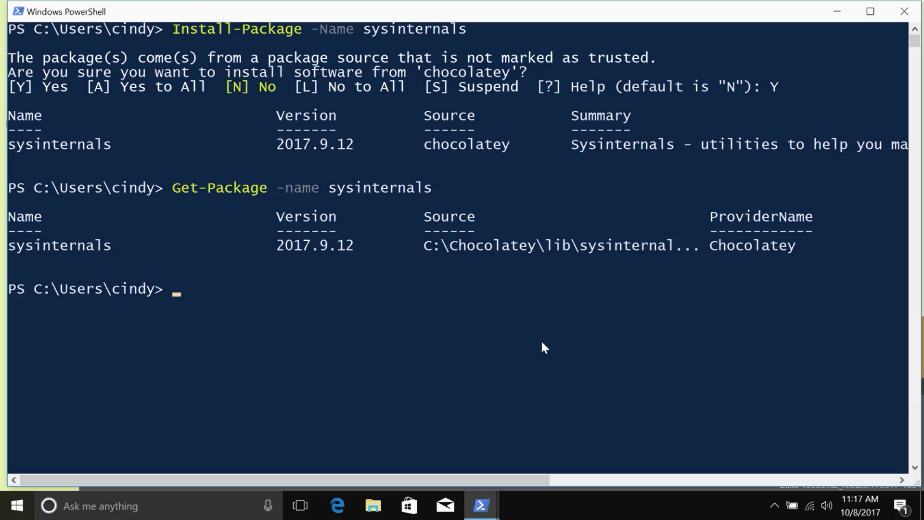 Windows PowerShell
PS C:\Users\cindy> Install-Package -Name sysinternals
The package(s) come(s) from a package source that is not marked as trusted.
Are you sure you want to install software from 'chocolatey'?
[Y] Yes [A] Yes to All [N] No [L] No to All [S] Suspend [?] Help (default is "N"): Y
Name Version Source Summary
---- ------- ------ -------
sysinternals 2017.9.12 chocolatey Sysinternals - utilities to help you ma
PS C:\Users\cindy> Get-Package -name sysinternals
Name Version Source ProviderName
---- ------- ------ ------------
sysinternals 2017.9.12 C:\Chocolatey\lib\sysinternal... Chocolatey
PS C:\Users\cindy>
Ask me anything
11:17 AM
10/8/2017
1